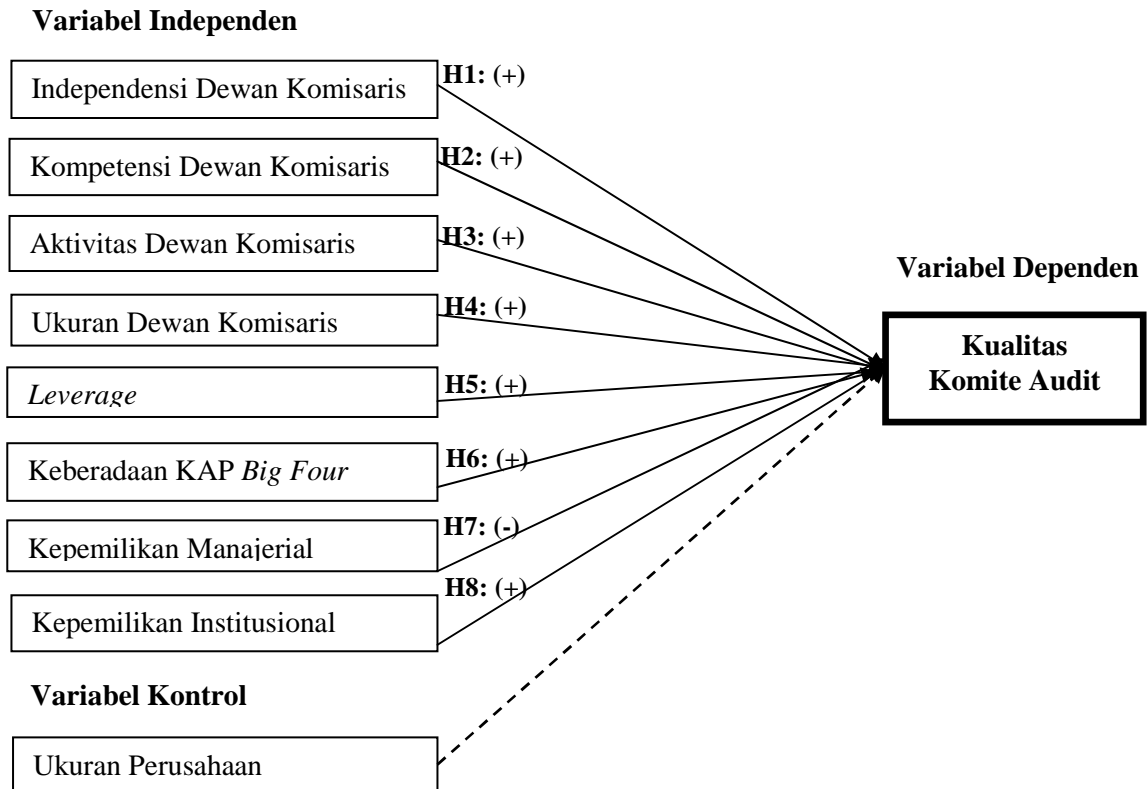 Variabel Independen
Independensi Dewan Komisaris
H1: (+)
Kompetensi Dewan Komisaris
H2: (+)
Aktivitas Dewan Komisaris
H3: (+)
Ukuran Dewan Komisaris
H4: (+)
Leverage
H5: (+)
Keberadaan KAP Big Four
H6: (+)
Kepemilikan Manajerial
H7: (-)
Kepemilikan Institusional
H8: (+)
Variabel Kontrol
Ukuran Perusahaan
Variabel Dependen
Kualitas
Komite Audit